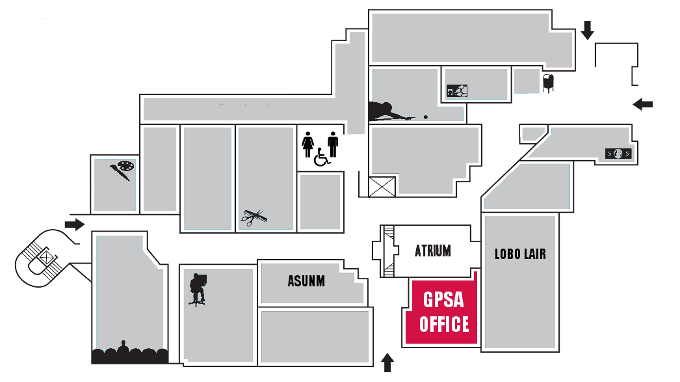 ATRIUM
LOBO LAIR
ASUNM
GPSA
OFFICE